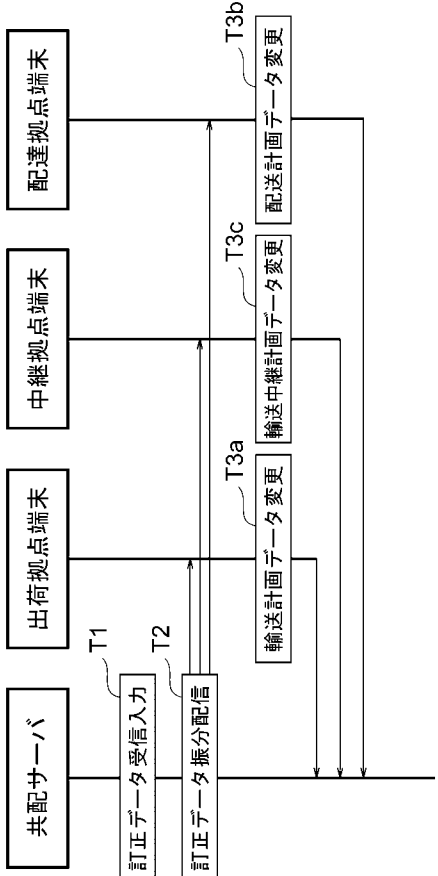 共配サーバ
出荷拠点端末
中継拠点端末
配達拠点端末
T1
訂正データ受信入力
T2
訂正データ振分配信
T3a
輸送計画データ変更
T3c
輸送中継計画データ変更
T3b
配送計画データ変更